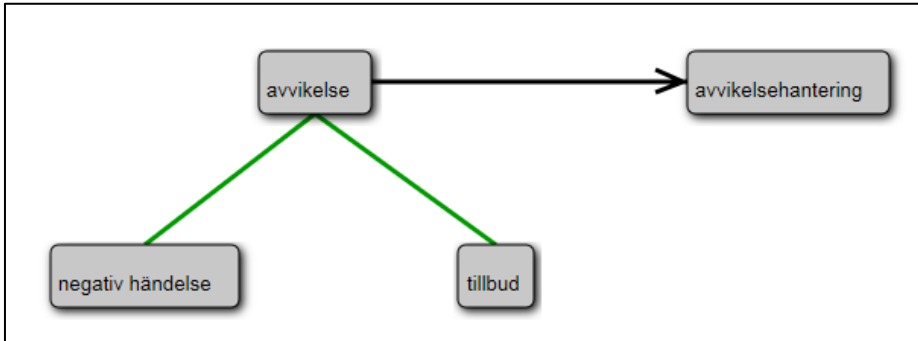 avvikelse
avvikelsehantering
negativ händelse
tillbud